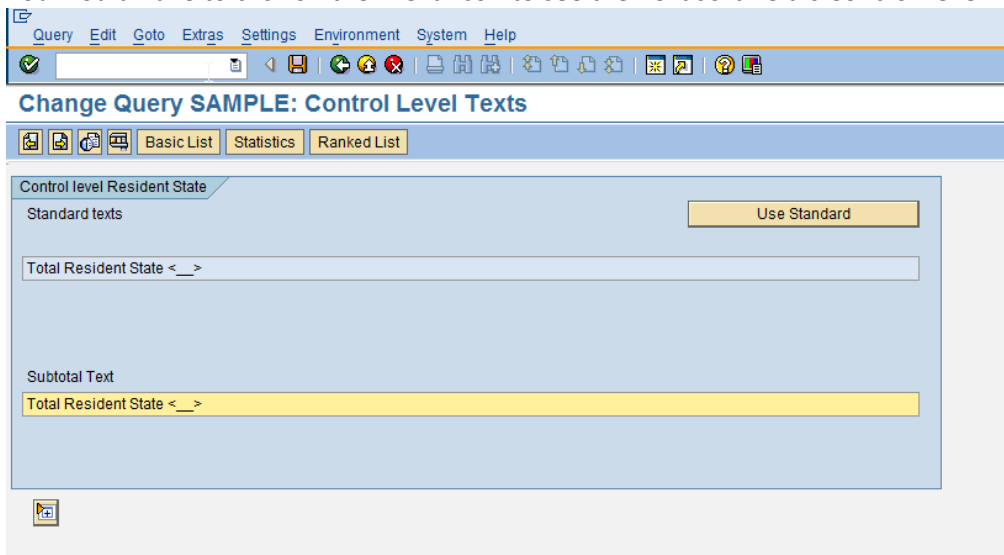 Query Edit Goto Extras Settings Environment System Help
Change Query SAMPLE: Control Level Texts
Basic List Statistics Ranked List
Control level Resident State
Standard texts Use Standard
Total Resident State <__>
Subtotal Text
Total Resident State <__>